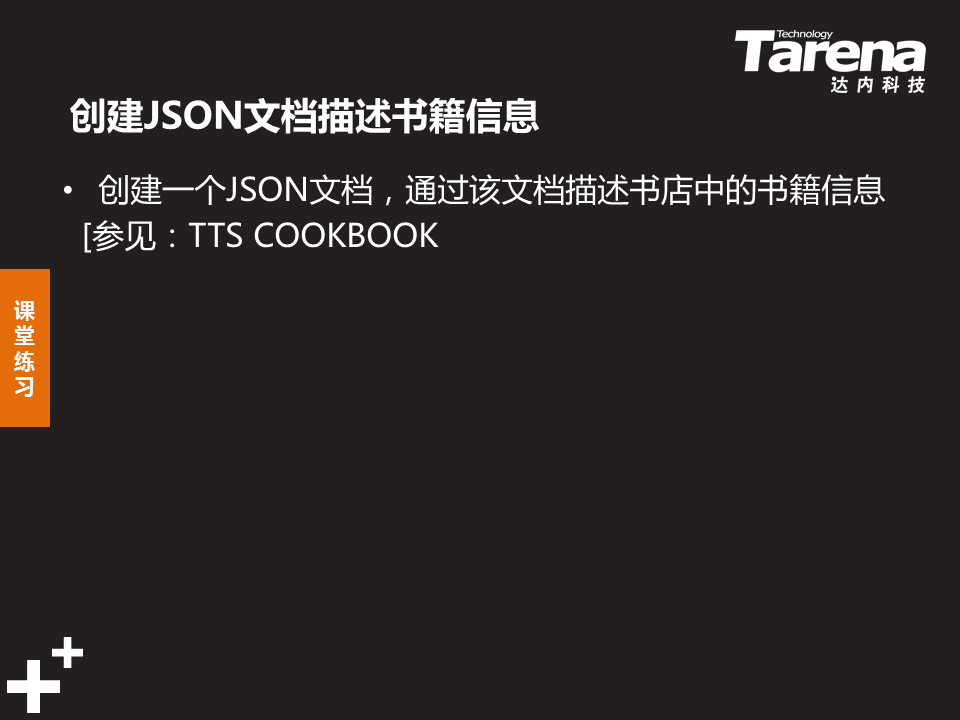 Technology
Tarena
达内科技
创建JSON文档描述书籍信息
• 创建一个JSON文档，通过该文档描述书店中的书籍信息
[参见：TTS COOKBOOK
课
堂
练
习